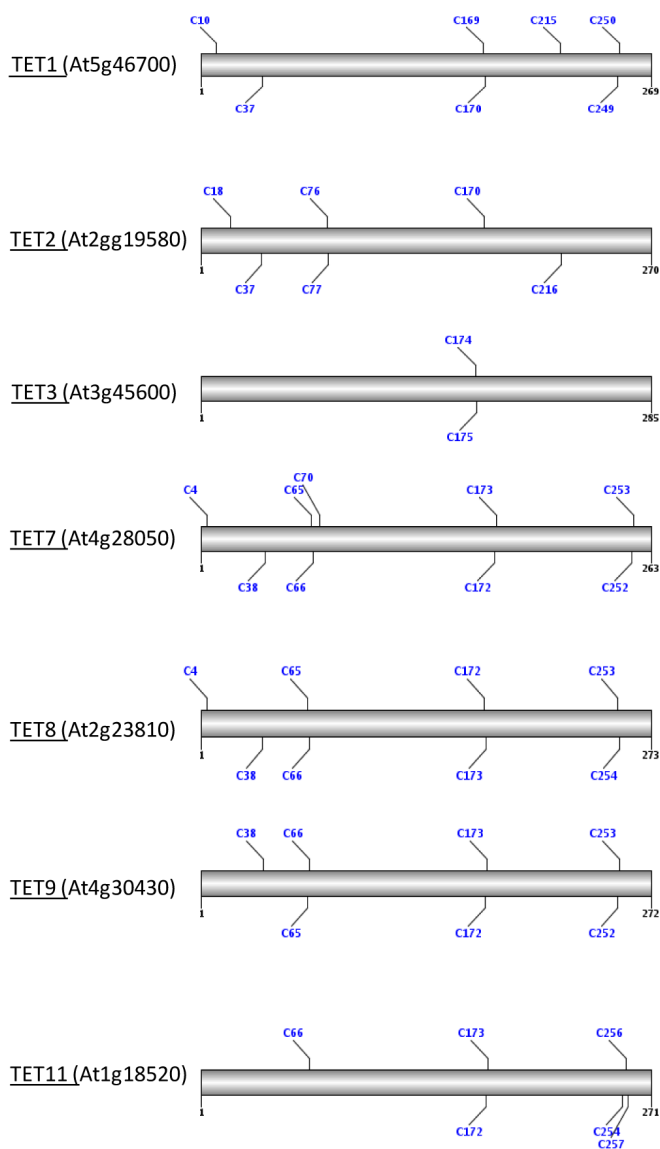 C10 C169 C215 C250
TET1 (At5g46700)
1 269
C37 C170 C249
C18 C76 C170
TET2 (At2gg19580)
1 270
C37 C77 C216
C174
TET3 (At3g45600)
1 285
C175
C70
C4 C65 C173 C253
TET7 (At4g28050)
1 263
C38 C66 C172 C252
C4 C65 C172 C253
TET8 (At2g23810)
1 273
C38 C66 C173 C254
C38 C66 C173 C253
TET9 (At4g30430)
1 272
C65 C172 C252
C66 C173 C256
TET11 (At1g18520)
1 271
C172 C254
C257